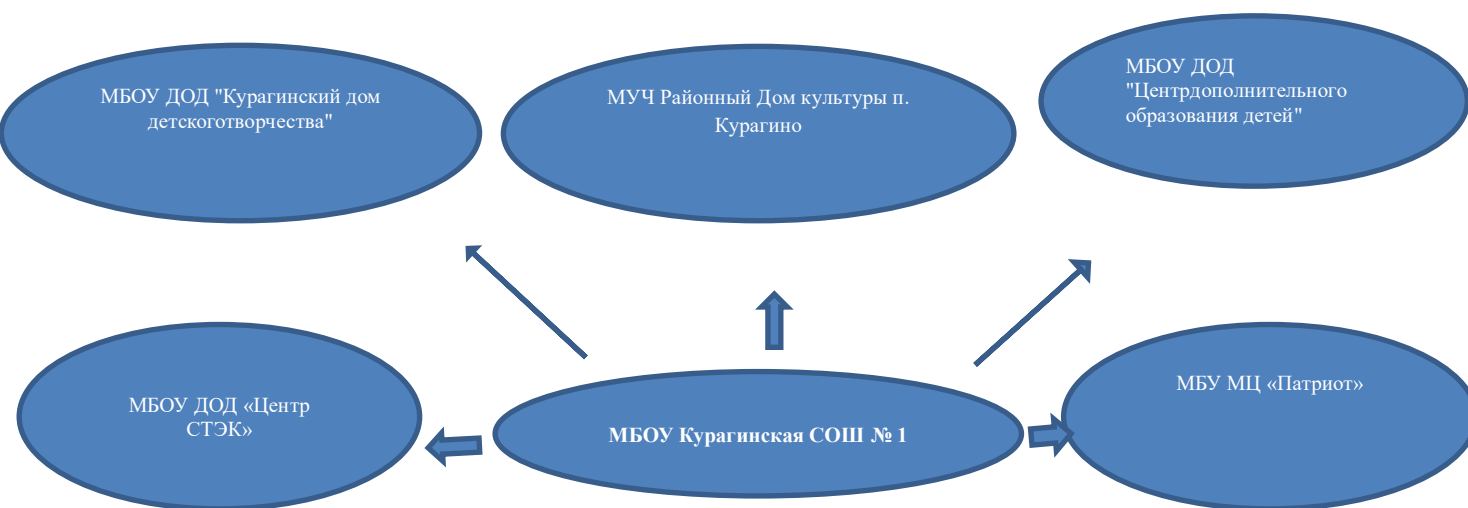 МБОУ ДОД "Курагинский дом
детскоготворчества"
МУЧ Районный Дом культуры п.
Курагино
МБОУ ДОД
"Центрдополнительного
образования детей"
МБОУ ДОД «Центр
СТЭК»
МБОУ Курагинская СОШ № 1
МБУ МЦ «Патриот»